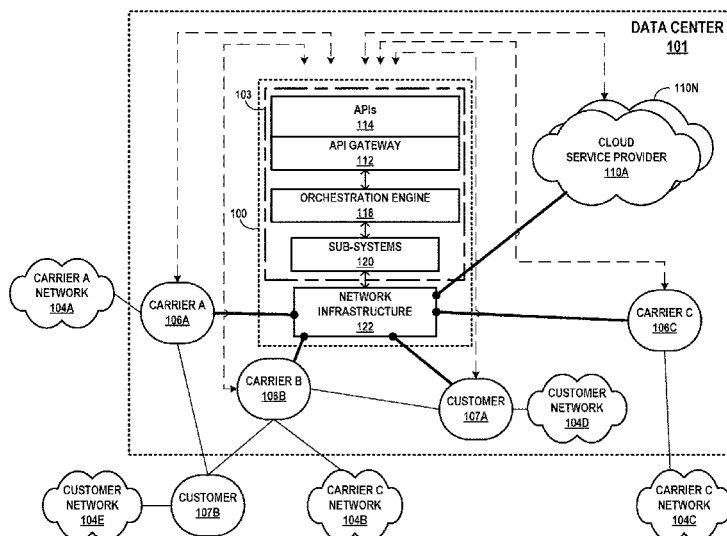 DATA CENTER
101
103
110N
APIs
114
API GATEWAY
112
CLOUD
SERVICE PROVIDER
110A
ORCHESTRATION ENGINE
118
100
SUB-SYSTEMS
120
CARRIER A
NETWORK
104A
CARRIER A
106A
NETWORK
INFRASTRUCTURE
122
CARRIER C
106C
CARRIER B
106B
CUSTOMER
107A
CUSTOMER
NETWORK
104D
CUSTOMER
NETWORK
104E
CUSTOMER
107B
CARRIER C
NETWORK
104B
CARRIER C
NETWORK
104C